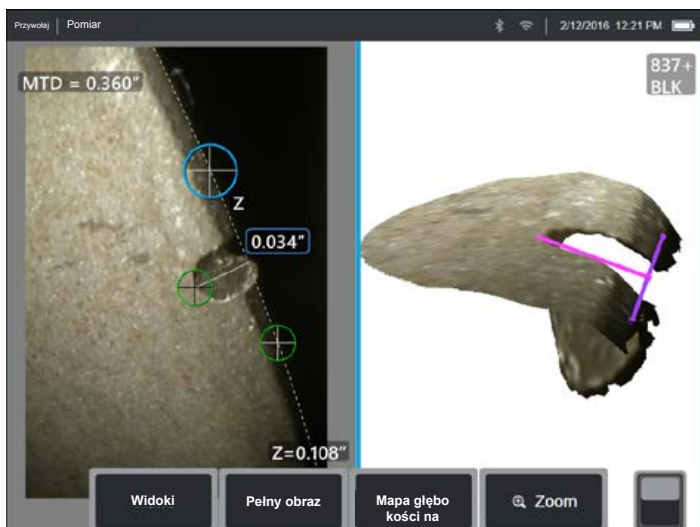 Przywołaj Pomiar 2/12/2016 12:21 PM
MTD = 0.360"
837+
BLK
Z
0.034"
Z=0.108"
Widoki
Pełny obraz
Mapa głębo
kości na
Zoom